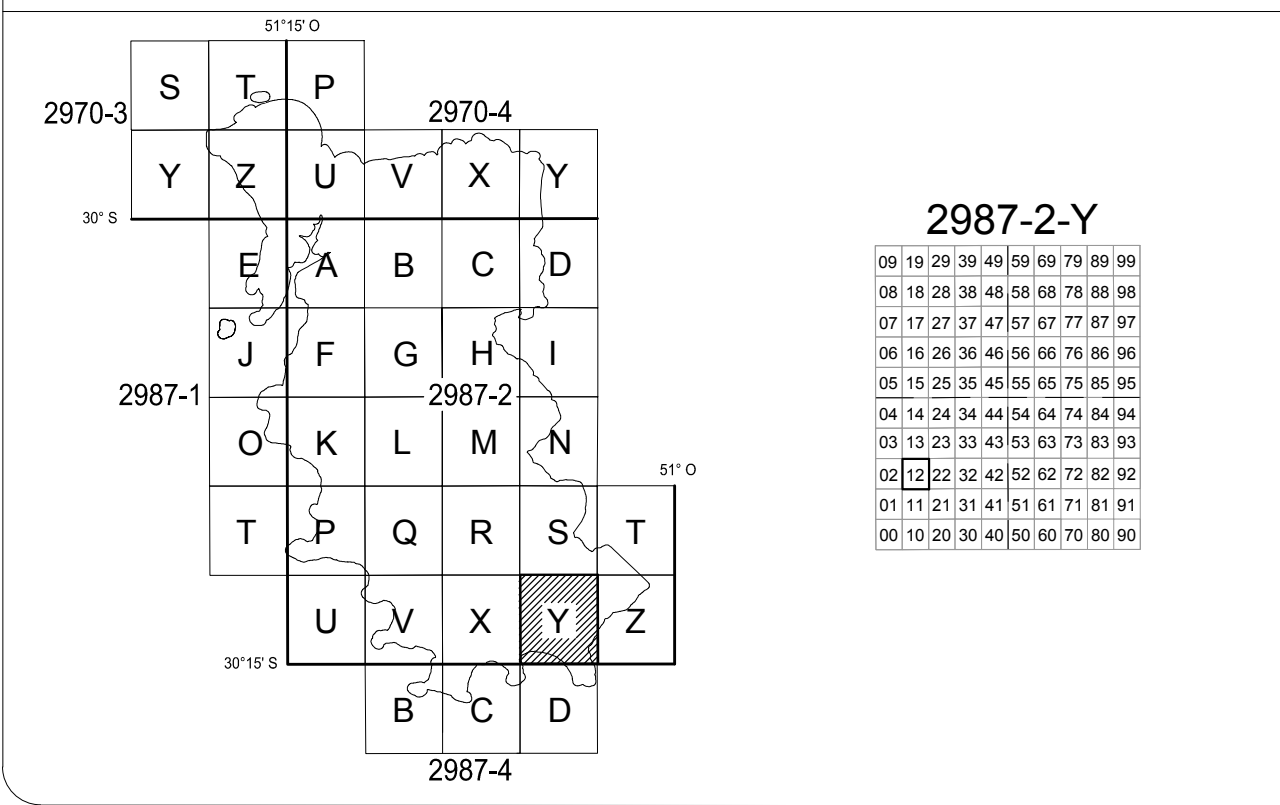 51°15' O
S T P
2970-3 2970-4
Y Z U V X Y
30° S
E A B C D
J F G H I
2987-1 2987-2
O K L M N
51° O
T P Q R S T
U V X Y Z
30°15' S
B C D
2987-4
2987-2-Y
09 19 29 39 49 59 69 79 89 99
08 18 28 38 48 58 68 78 88 98
07 17 27 37 47 57 67 77 87 97
06 16 26 36 46 56 66 76 86 96
05 15 25 35 45 55 65 75 85 95
04 14 24 34 44 54 64 74 84 94
03 13 23 33 43 53 63 73 83 93
02 12 22 32 42 52 62 72 82 92
01 11 21 31 41 51 61 71 81 91
00 10 20 30 40 50 60 70 80 90